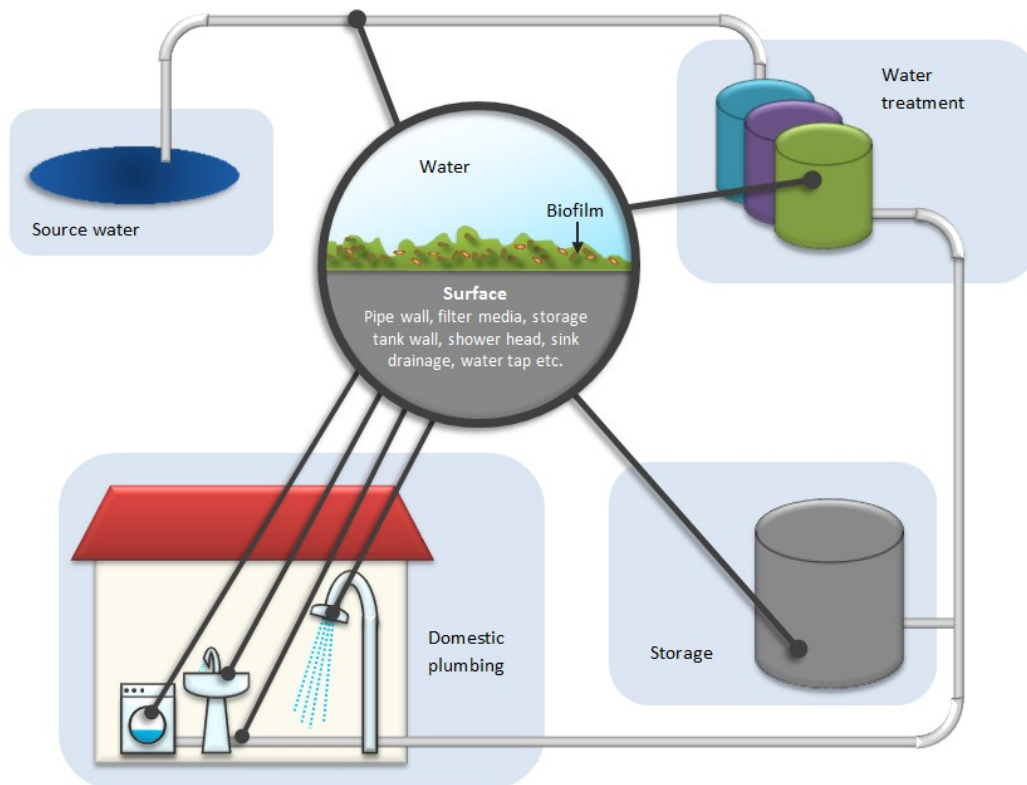 Water
treatment
Water
Biofilm
Source water
Surface
Pipe wall, filter media, storage
tank wall, shower head, sink
drainage, water tap etc.
Domestic
plumbing
Storage